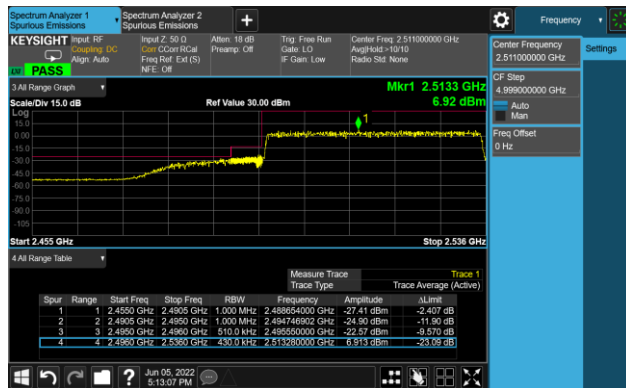 Spectrum Analyzer 1
Spurious Emissions
Spectrum Analyzer 2
Spurious Emissions
Frequency
KEYSIGHT
Input: RF
Coupling: DC
Align: Auto
Input Z: 50 Ω
Corr CCorr RCal
Freq Ref: Ext (S)
NFE: Off
Atten: 18 dB
Preamp: Off
Trig: Free Run
Gate: LO
IF Gain: Low
Center Freq: 2.511000000 GHz
Avg|Hold:>10/10
Radio Std: None
LW PASS
Center Frequency
2.511000000 GHz
Settings
CF Step
4.999000000 GHz
Auto
Man
Freq Offset
0 Hz
3 All Range Graph
Mkr1 2.5133 GHz
6.92 dBm
Scale/Div 15.0 dB
Ref Value 30.00 dBm
Log
15.0
0.00
-15.0
-30.0
-45.0
-60.0
-75.0
-90.0
-105
1
Start 2.455 GHz
Stop 2.536 GHz
4 All Range Table
Measure Trace Trace 1
Trace Type Trace Average (Active)
Spur Range Start Freq Stop Freq RBW Frequency Amplitude ΔLimit
1 1 2.4550 GHz 2.4905 GHz 1.000 MHz 2.488654000 GHz -27.41 dBm -2.407 dB
2 2 2.4905 GHz 2.4950 GHz 1.000 MHz 2.494746902 GHz -24.90 dBm -11.90 dB
3 3 2.4950 GHz 2.4960 GHz 510.0 kHz 2.495550000 GHz -22.57 dBm -9.570 dB
4 4 2.4960 GHz 2.5360 GHz 430.0 kHz 2.513280000 GHz 6.913 dBm -23.09 dB
Jun 05, 2022
5:13:07 PM